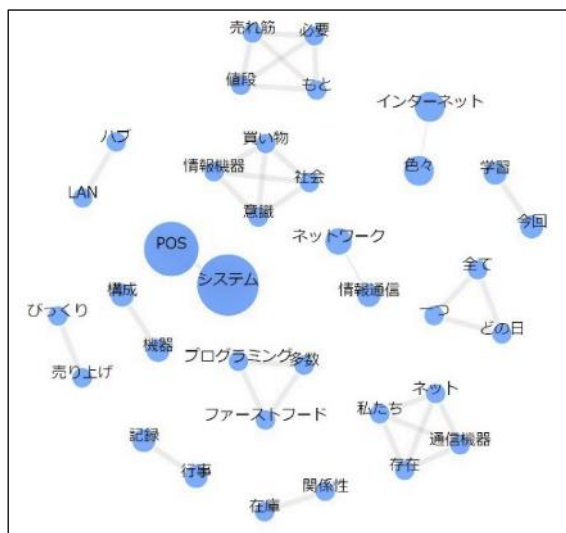 売れ筋
必要
値段
もと
インターネット
ハブ
買い物
情報機器
色々
学習
社会
LAN
意識
今回
ネットワーク
POS
システム
全て
構成
情報通信
びっくり
一つ
どの日
機器
プログラミング
多数
売り上げ
ネット
私たち
ファーストフード
記録
通信機器
存在
行事
関係性
在庫